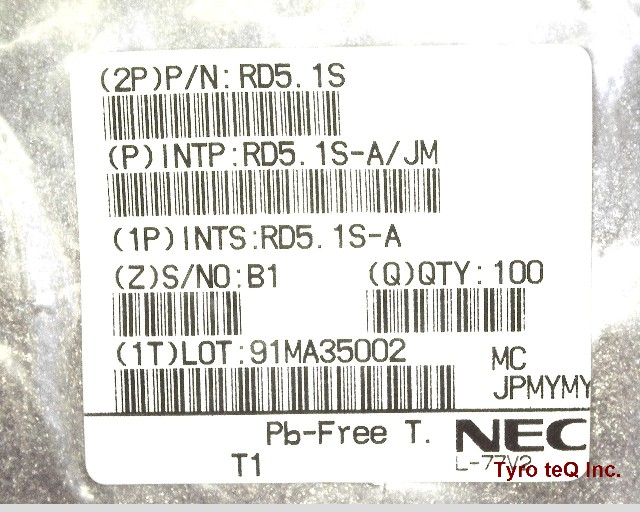 (2P)P/N:RD5.1S
(P)INTP:RD5.1S-A/JM
(1P)INTS:RD5.1S-A
(Z)S/NO:B1 (Q)QTY:100
(1T)LOT:91MA35002 MC
JPMYMY
Pb-Free T. NEC
T1 L-77V2
Tyro teQ Inc.